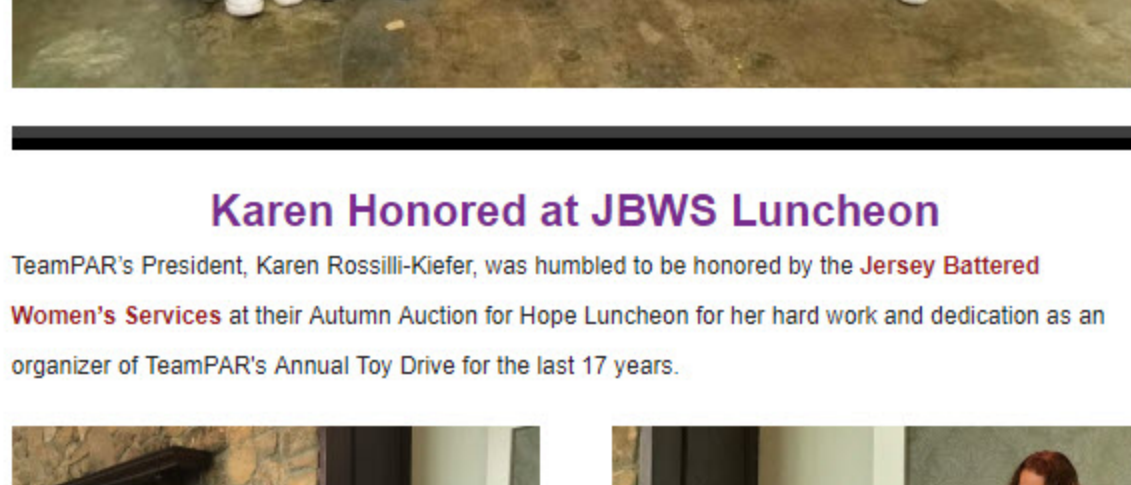 Karen Honored at JBWS Luncheon
TeamPAR’s President, Karen Rossilli-Kiefer, was humbled to be honored by the Jersey Battered
Women’s Services at their Autumn Auction for Hope Luncheon for her hard work and dedication as an
organizer of TeamPAR's Annual Toy Drive for the last 17 years.